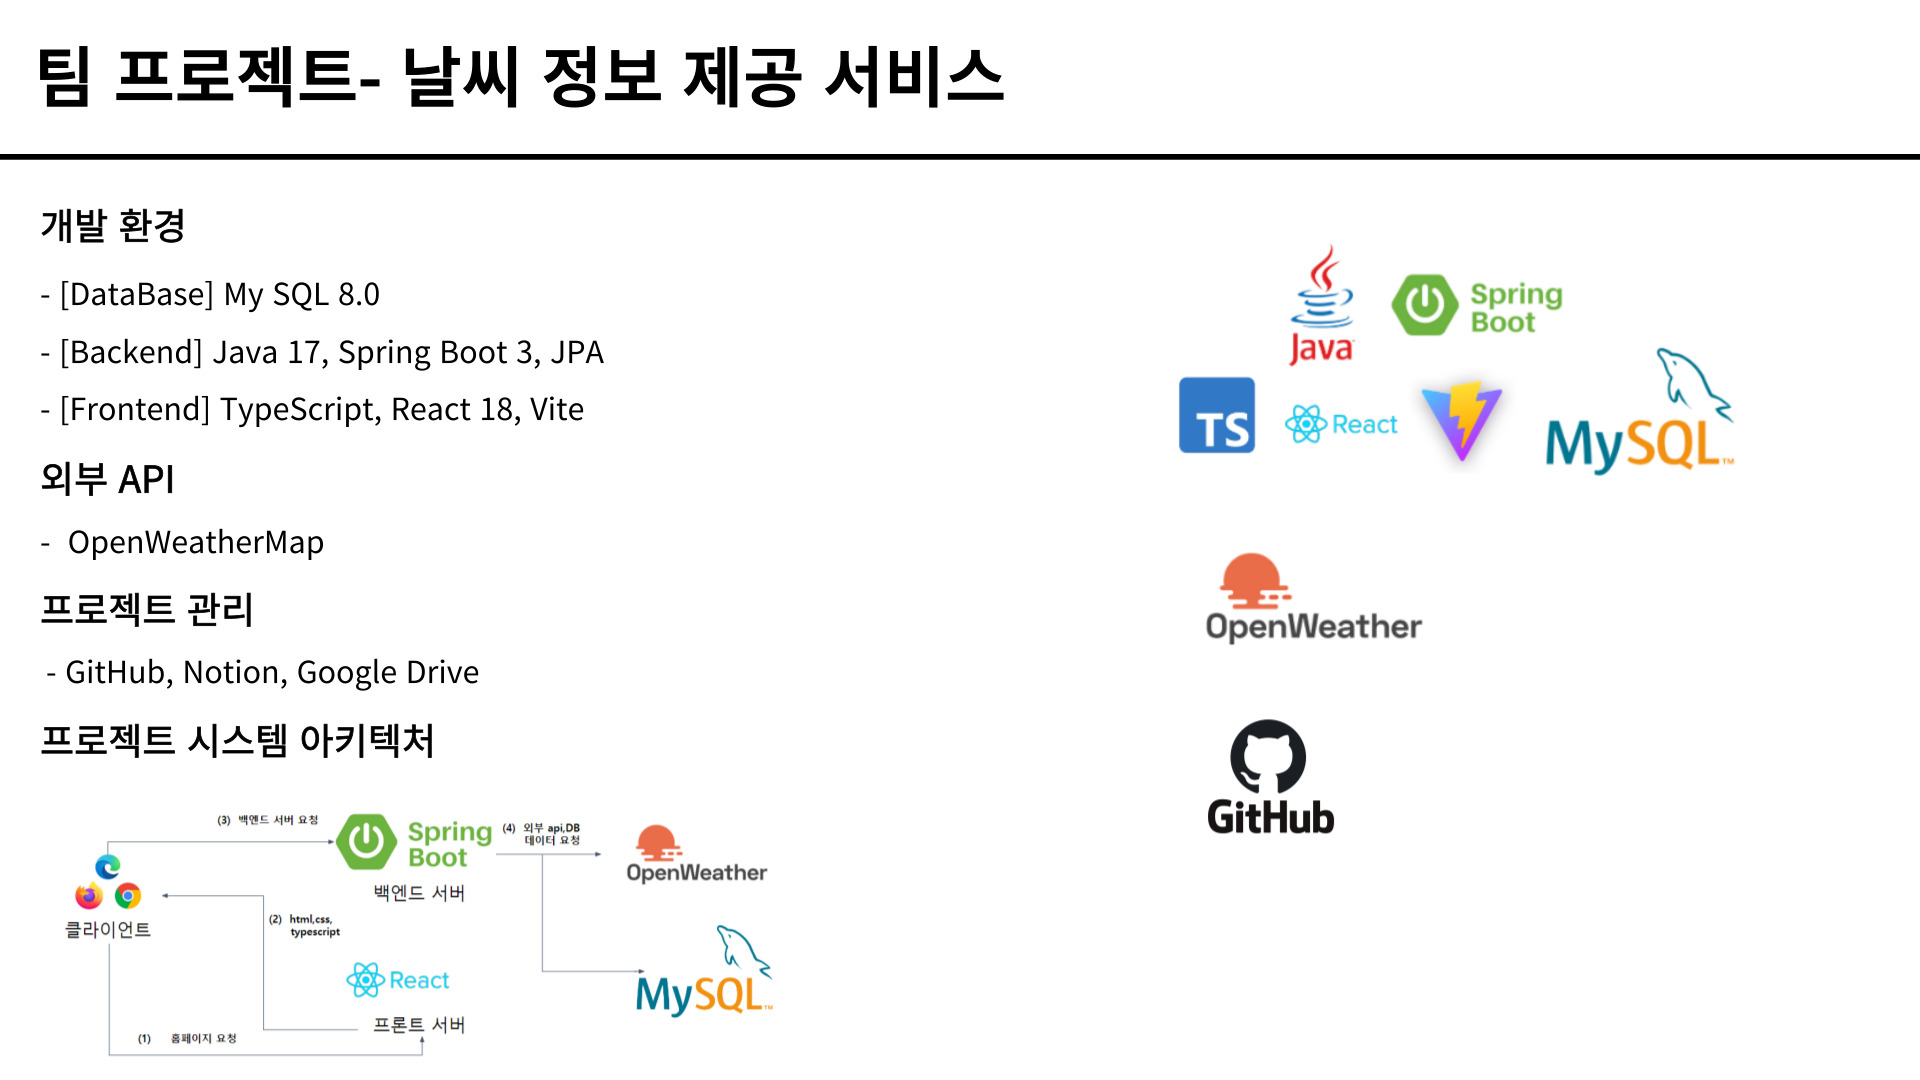 팀 프로젝트- 날씨 정보 제공 서비스
개발 환경
- [DataBase] My SQL 8.0
- [Backend] Java 17, Spring Boot 3, JPA
- [Frontend] TypeScript, React 18, Vite
외부 API
- OpenWeatherMap
프로젝트 관리
- GitHub, Notion, Google Drive
프로젝트 시스템 아키텍처
Java
Spring
Boot
TS
React
MySQL™
OpenWeather
GitHub
(3) 백엔드 서버 요청
Spring
Boot
백엔드 서버
(4) 외부 api,DB
데이터 요청
OpenWeather
클라이언트
(2) html,css,
typescript
React
프론트 서버
MySQL™
(1) 홈페이지 요청